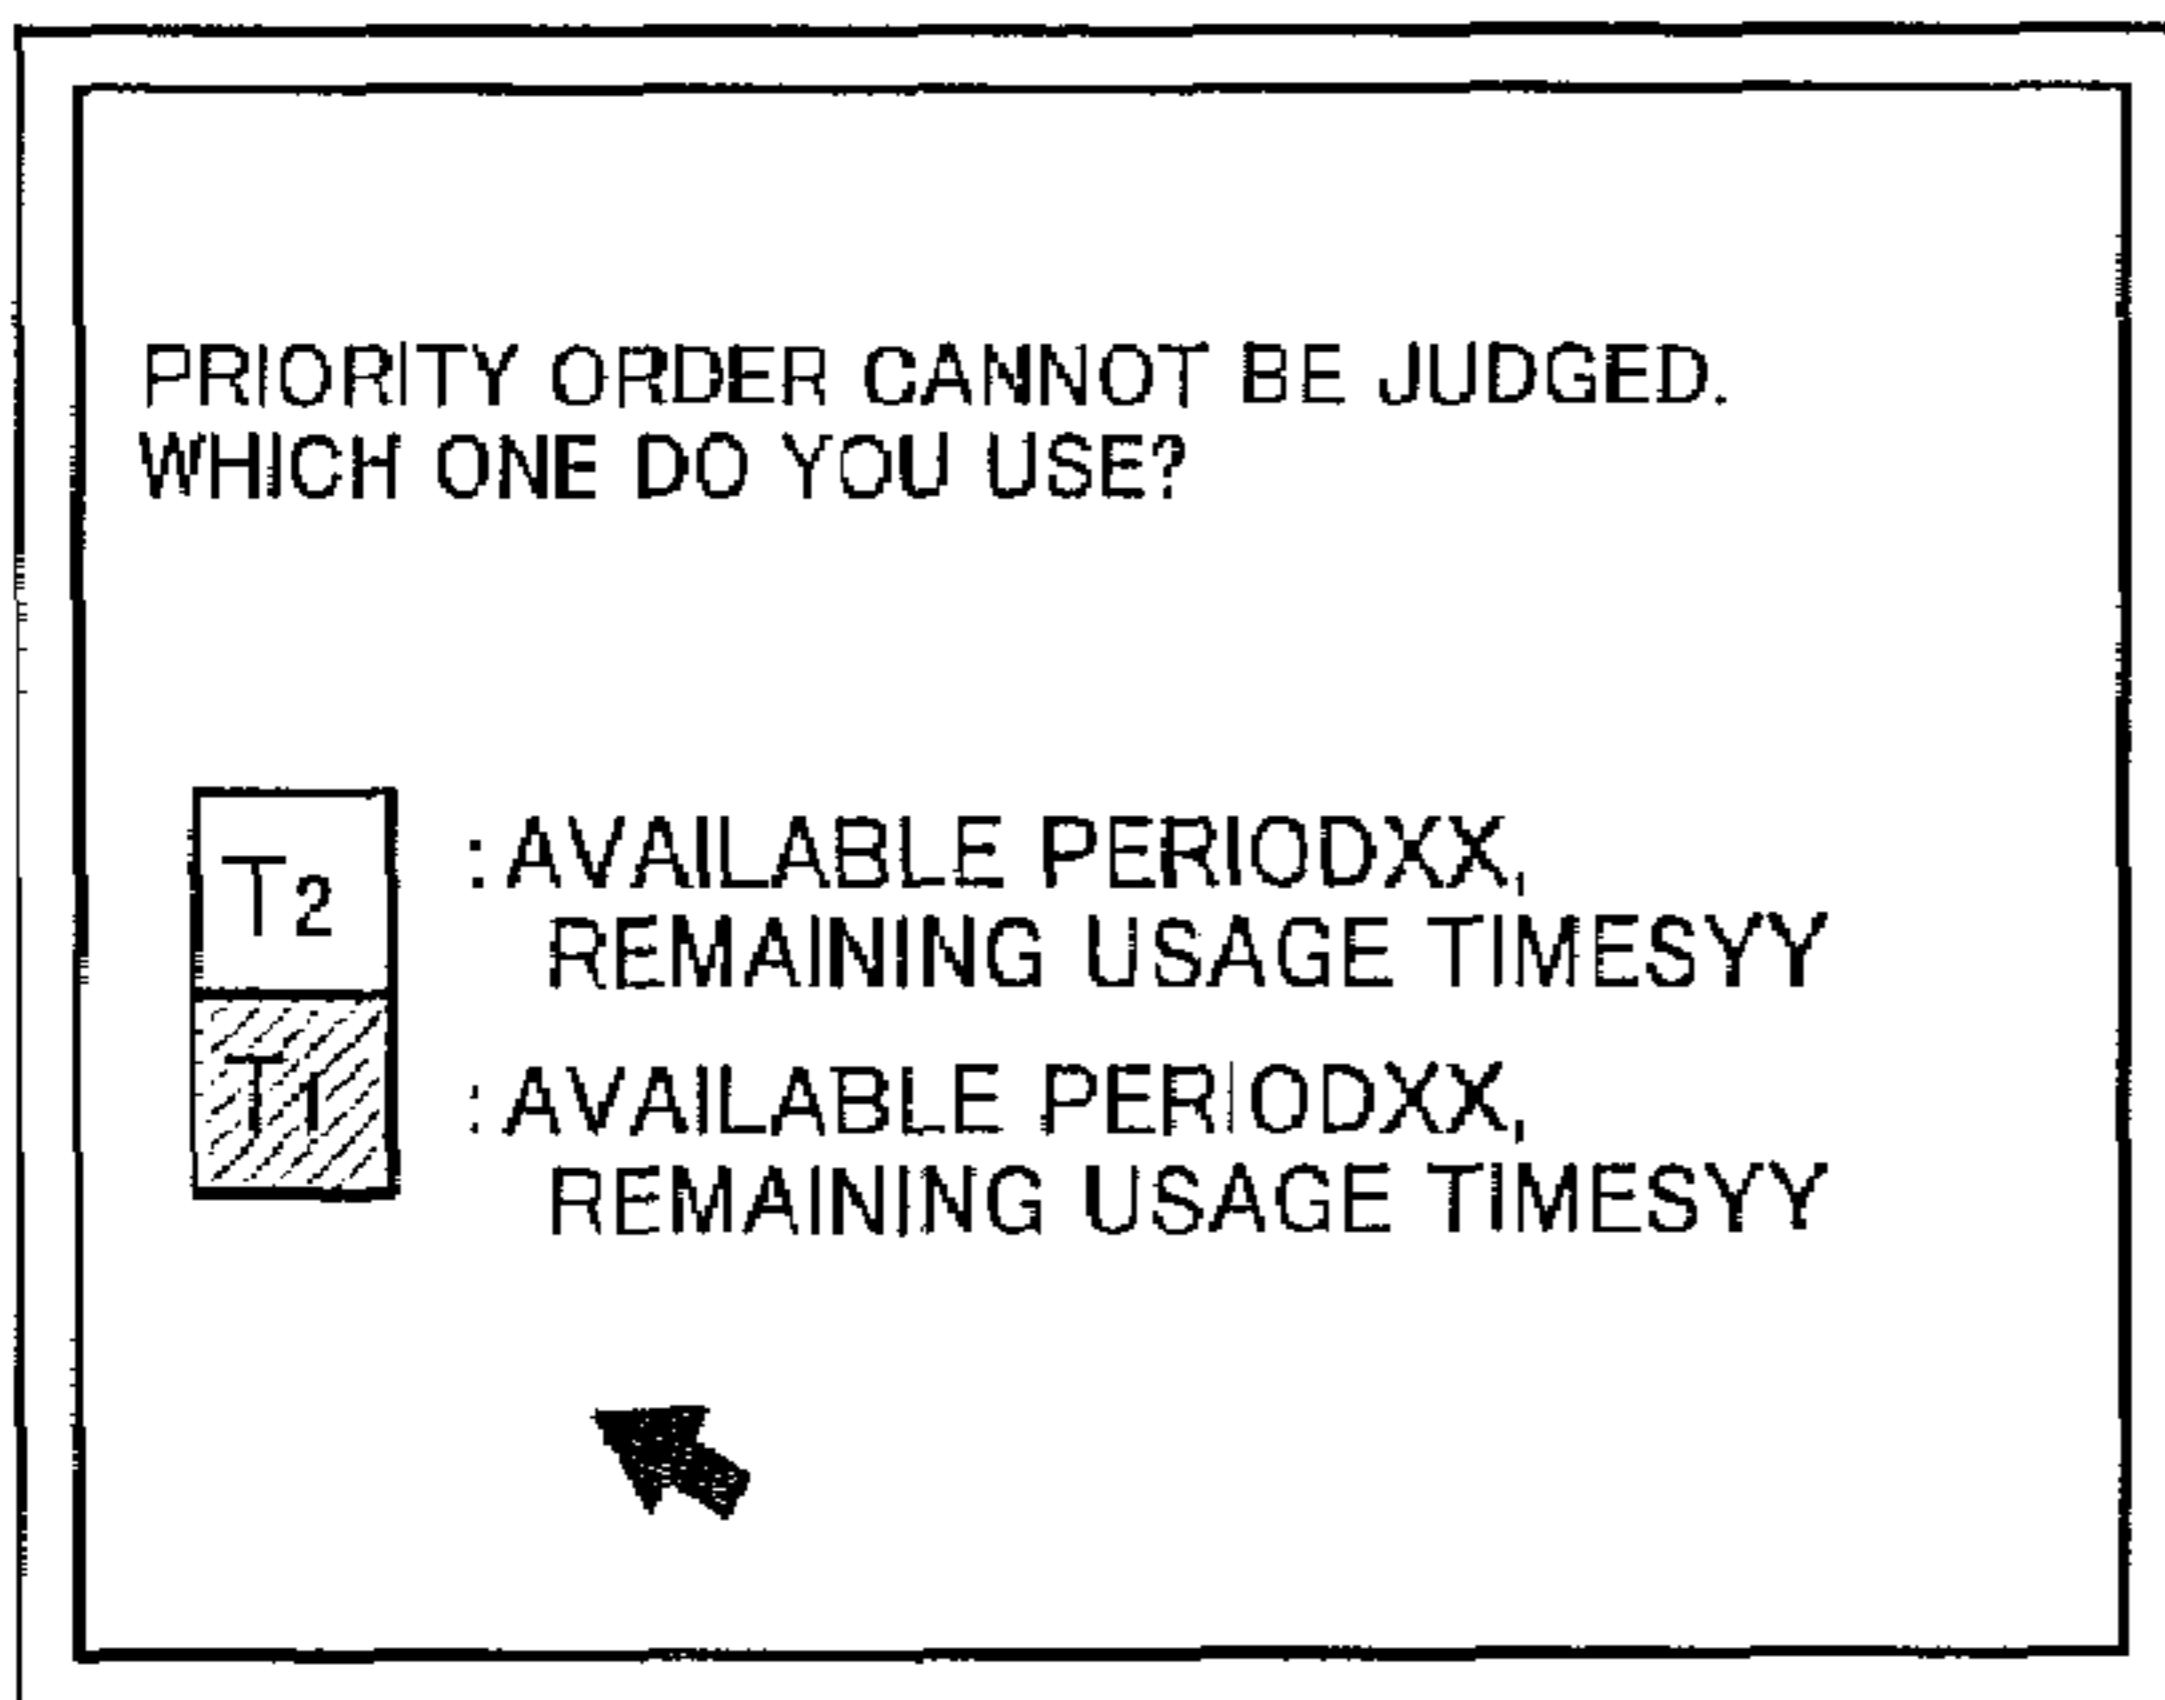 PRIORITY ORDER CANNOT BE JUDGED.
WHICH ONE DO YOU USE?
T2 : AVAILABLE PERIODXX,
REMAINING USAGE TIMESYY
T1 : AVAILABLE PERIODXX,
REMAINING USAGE TIMESYY